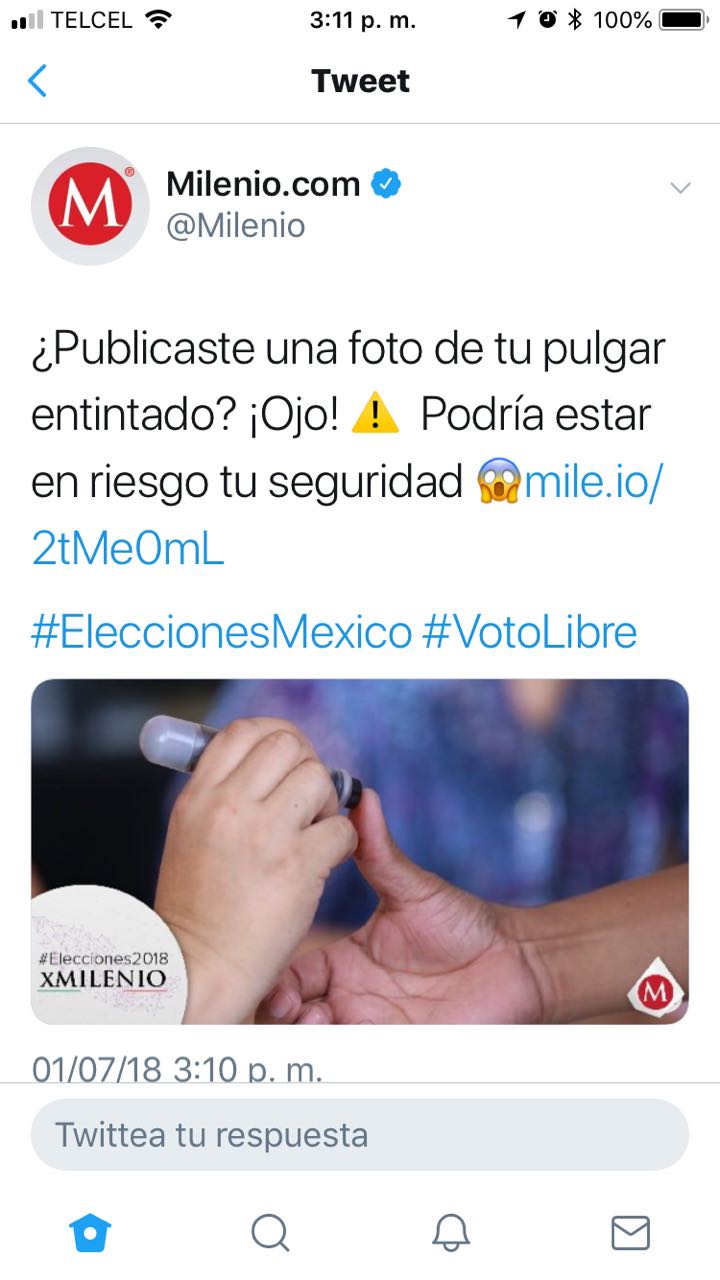 TELCEL 3:11 p. m. 100%
Tweet
M®
Milenio.com
@Milenio
¿Publicaste una foto de tu pulgar
entintado? ¡Ojo! ⚠️ Podría estar
en riesgo tu seguridad 😱mile.io/
2tMe0mL
#EleccionesMexico #VotoLibre
#Elecciones2018
XMILENIO
M
01/07/18 3:10 p. m.
Twittea tu respuesta